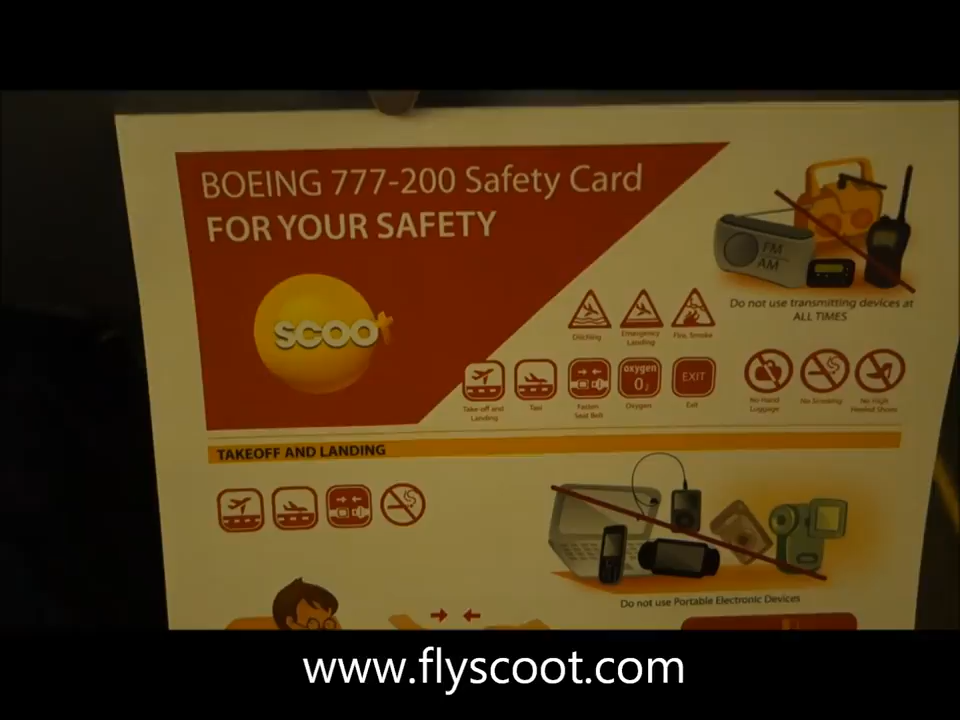 BOEING 777-200 Safety Card
FOR YOUR SAFETY
scoot
FM
AM
Do not use transmitting devices at
ALL TIMES
Ditching
Emergency
Landing
Fire, Smoke
Take off and
Landing
Taxi
Fasten
Seat Belt
oxygen
O2
Oxygen
EXIT
Exit
No Hand
Luggage
No Smoking
No High
Heeled Shoes
TAKEOFF AND LANDING
Do not use Portable Electronic Devices
www.flyscoot.com